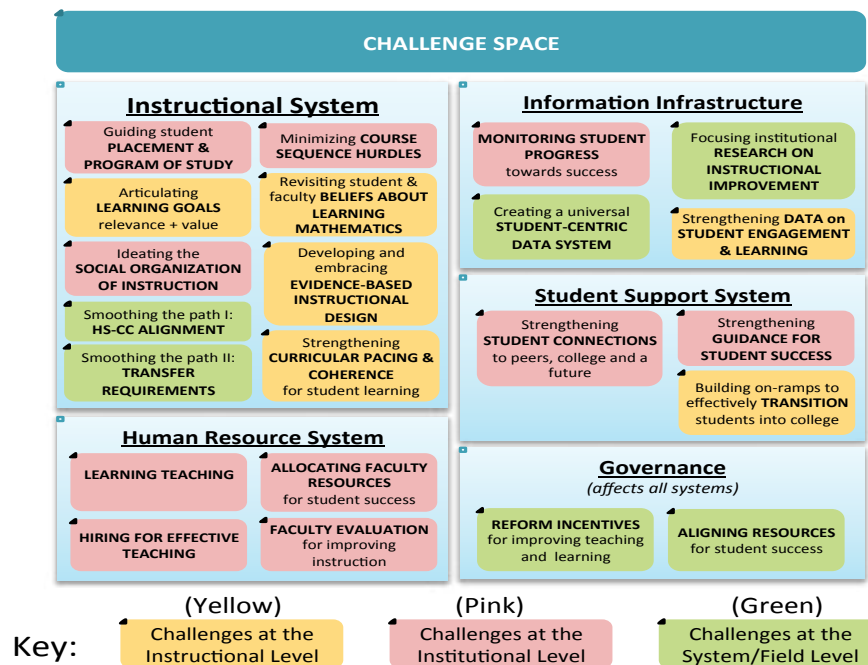 CHALLENGE SPACE
Instructional System
Guiding student
PLACEMENT &
PROGRAM OF STUDY
Minimizing COURSE
SEQUENCE HURDLES
Articulating
LEARNING GOALS
relevance + value
Revisiting student &
faculty BELIEFS ABOUT
LEARNING
MATHEMATICS
Ideating the
SOCIAL ORGANIZATION
OF INSTRUCTION
Developing and
embracing
EVIDENCE-BASED
INSTRUCTIONAL
DESIGN
Smoothing the path I:
HS-CC ALIGNMENT
Smoothing the path II:
TRANSFER
REQUIREMENTS
Strengthening
CURRICULAR PACING &
COHERENCE
for student learning
Human Resource System
LEARNING TEACHING
ALLOCATING FACULTY
RESOURCES
for student success
HIRING FOR EFFECTIVE
TEACHING
FACULTY EVALUATION
for improving
instruction
Information Infrastructure
MONITORING STUDENT
PROGRESS
towards success
Focusing institutional
RESEARCH ON
INSTRUCTIONAL
IMPROVEMENT
Creating a universal
STUDENT-CENTRIC
DATA SYSTEM
Strengthening DATA on
STUDENT ENGAGEMENT
& LEARNING
Student Support System
Strengthening
STUDENT CONNECTIONS
to peers, college and a
future
Strengthening
GUIDANCE FOR
STUDENT SUCCESS
Building on-ramps to
effectively TRANSITION
students into college
Governance
(affects all systems)
REFORM INCENTIVES
for improving teaching
and learning
ALIGNING RESOURCES
for student success
(Yellow)
(Pink)
(Green)
Key:
Challenges at the
Instructional Level
Challenges at the
Institutional Level
Challenges at the
System/Field Level